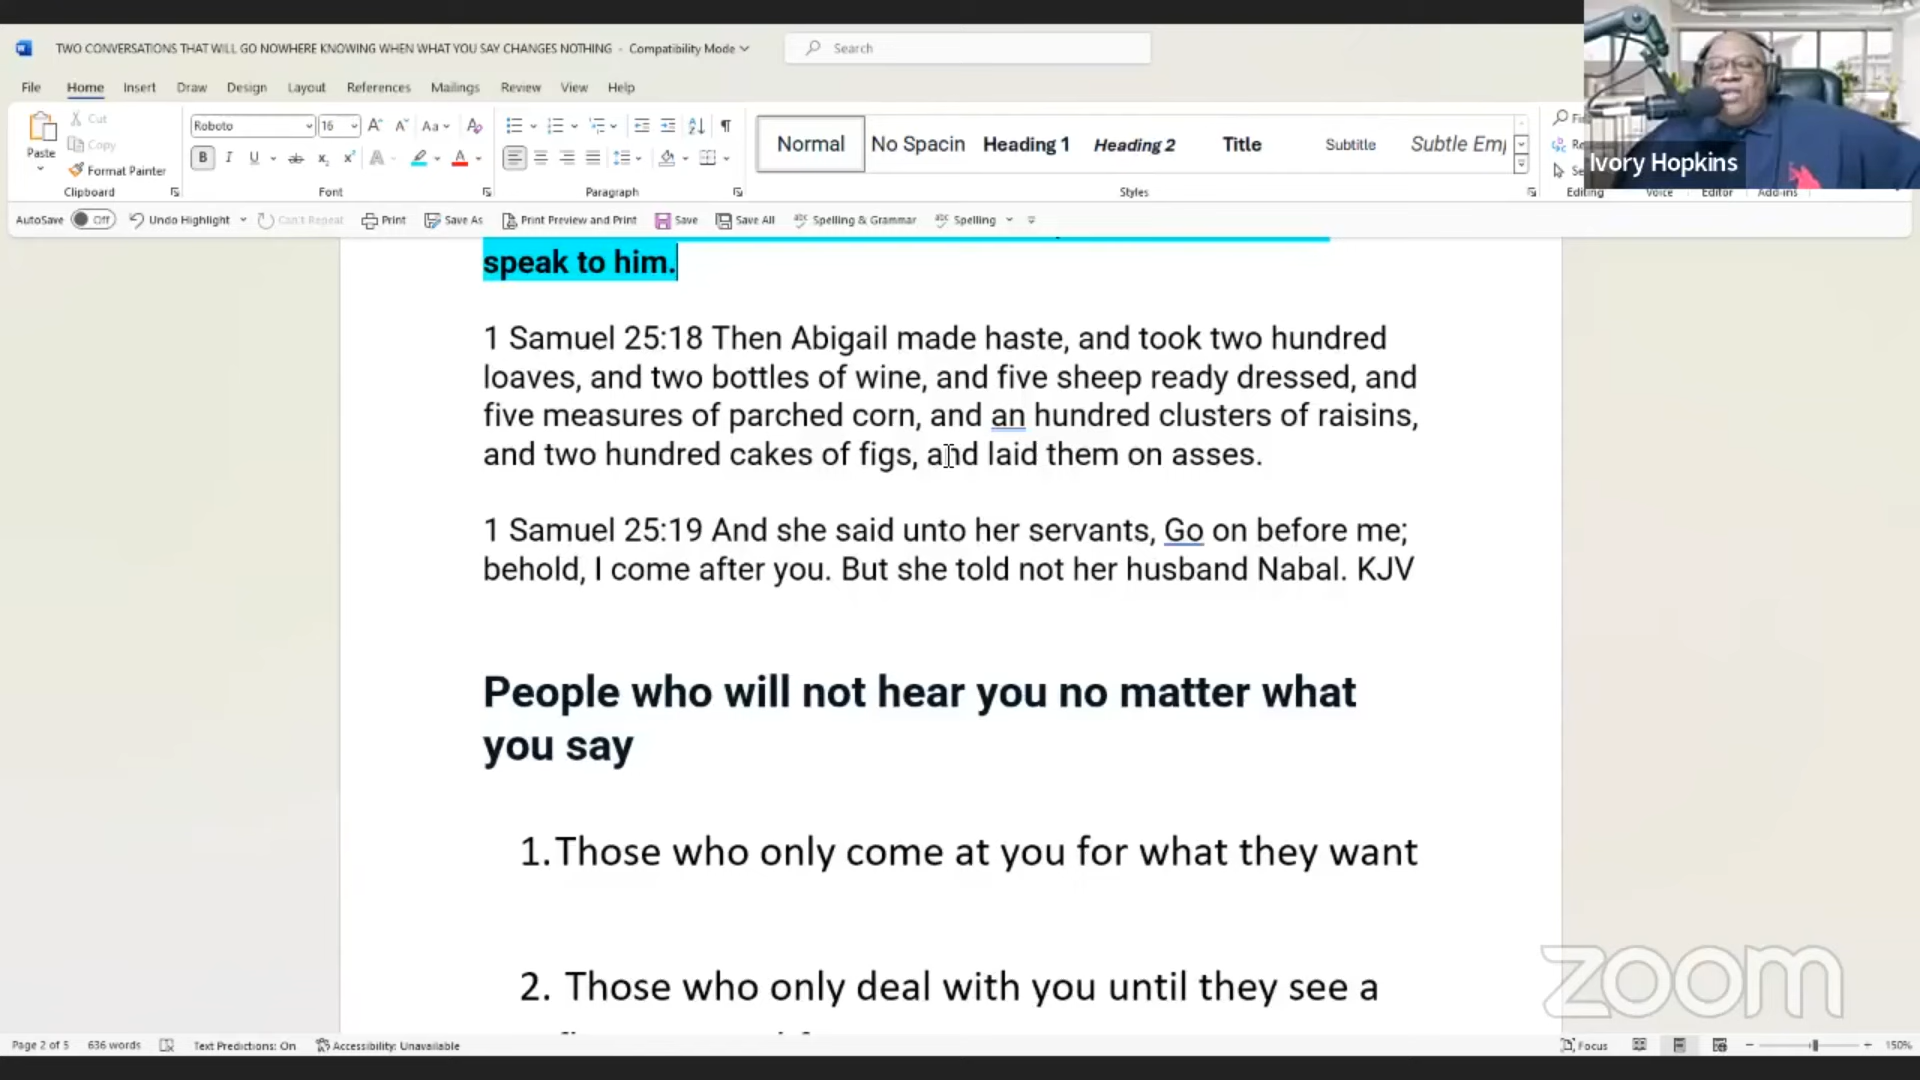 TWO CONVERSATIONS THAT WILL GO NOWHERE KNOWING WHEN WHAT YOU SAY CHANGES NOTHING - Compatibility Mode
Search
File Home Insert Draw Design Layout References Mailings Review View Help
Paste
Cut
Copy
Format Painter
Clipboard
Roboto 16
Font
Paragraph
Normal No Spacin Heading 1 Heading 2 Title Subtitle Subtle Em
Styles
Editing Voice Editor Add-ins
Ivory Hopkins
AutoSave Off Undo Highlight Can't Repeat Print Save As Print Preview and Print Save Save All Spelling & Grammar Spelling
speak to him.
1 Samuel 25:18 Then Abigail made haste, and took two hundred
loaves, and two bottles of wine, and five sheep ready dressed, and
five measures of parched corn, and an hundred clusters of raisins,
and two hundred cakes of figs, and laid them on asses.
1 Samuel 25:19 And she said unto her servants, Go on before me;
behold, I come after you. But she told not her husband Nabal. KJV
People who will not hear you no matter what
you say
1. Those who only come at you for what they want
2. Those who only deal with you until they see a
zoom
Page 2 of 5 636 words Text Predictions: On Accessibility: Unavailable Focus 150%